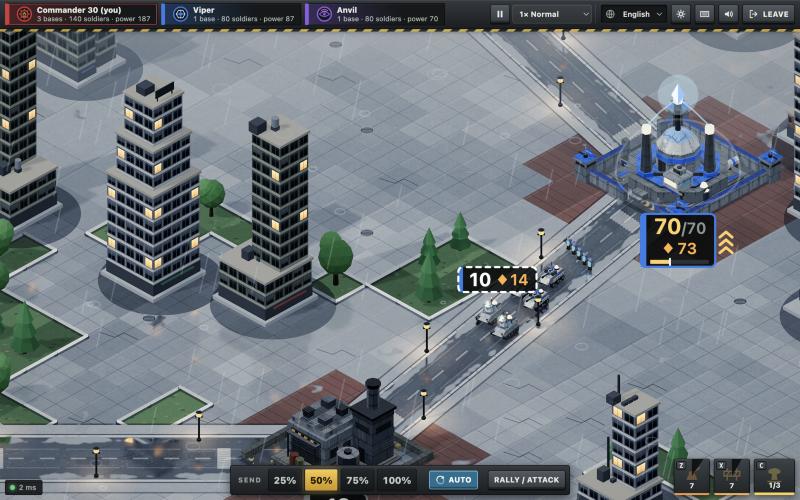 Commander 30 (you)
3 bases · 140 soldiers · power 187
Viper
1 base · 80 soldiers · power 87
Anvil
1 base · 80 soldiers · power 70
1× Normal
English
LEAVE
70/70
73
10 14
SEND 25% 50% 75% 100% AUTO RALLY / ATTACK
Z
7
X
7
C
1/3
2 ms